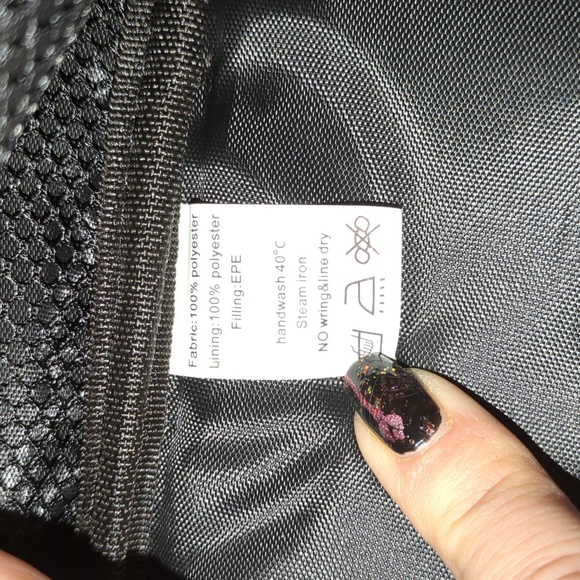 Fabric:100% polyester
Lining:100% polyester
Filling:EPE
handwash 40°C
Steam iron
NO wring&line dry